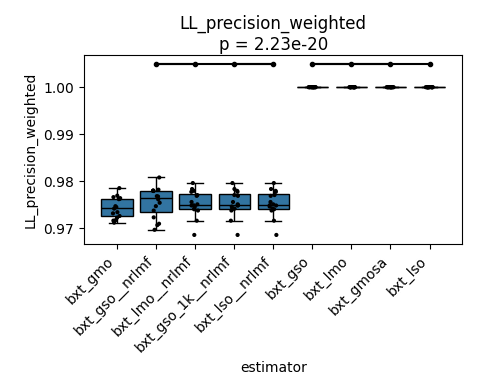 LL_precision_weighted
p = 2.23e-20
LL_precision_weighted
1.00
0.99
0.98
0.97
bxt_gmo
bxt_gso__nrlmf
bxt_lmo__nrlmf
bxt_gso_1k__nrlmf
bxt_lso__nrlmf
bxt_gso
bxt_lmo
bxt_gmosa
bxt_lso
estimator